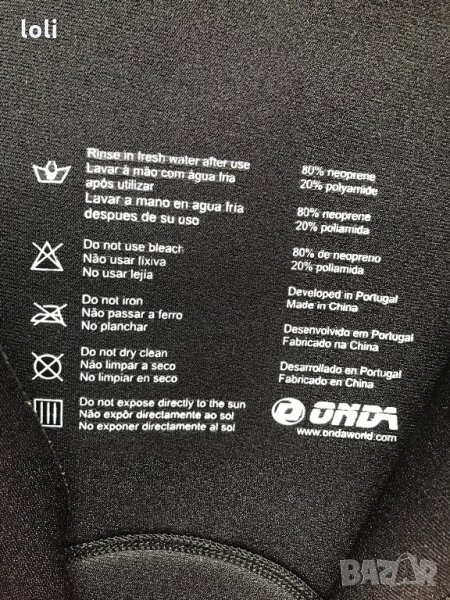 loli
Rinse in fresh water after use
Lavar à mão com água fria
após utilizar
Lavar a mano en agua fria
despues de su uso
Do not use bleach
Não usar lixiva
No usar lejía
Do not iron
Não passar a ferro
No planchar
Do not dry clean
Não limpar a seco
No limpiar en seco
Do not expose directly to the sun
Não expôr directamente ao sol
No exponer directamente al sol
80% neoprene
20% polyamide
80% neoprene
20% poliamida
80% de neopreno
20% poliamida
Developed in Portugal
Made in China
Desenvolvido em Portugal
Fabricado na China
Desarrollado en Portugal
Fabricado en China
ONDA
www.ondaworld.com
BAZAR